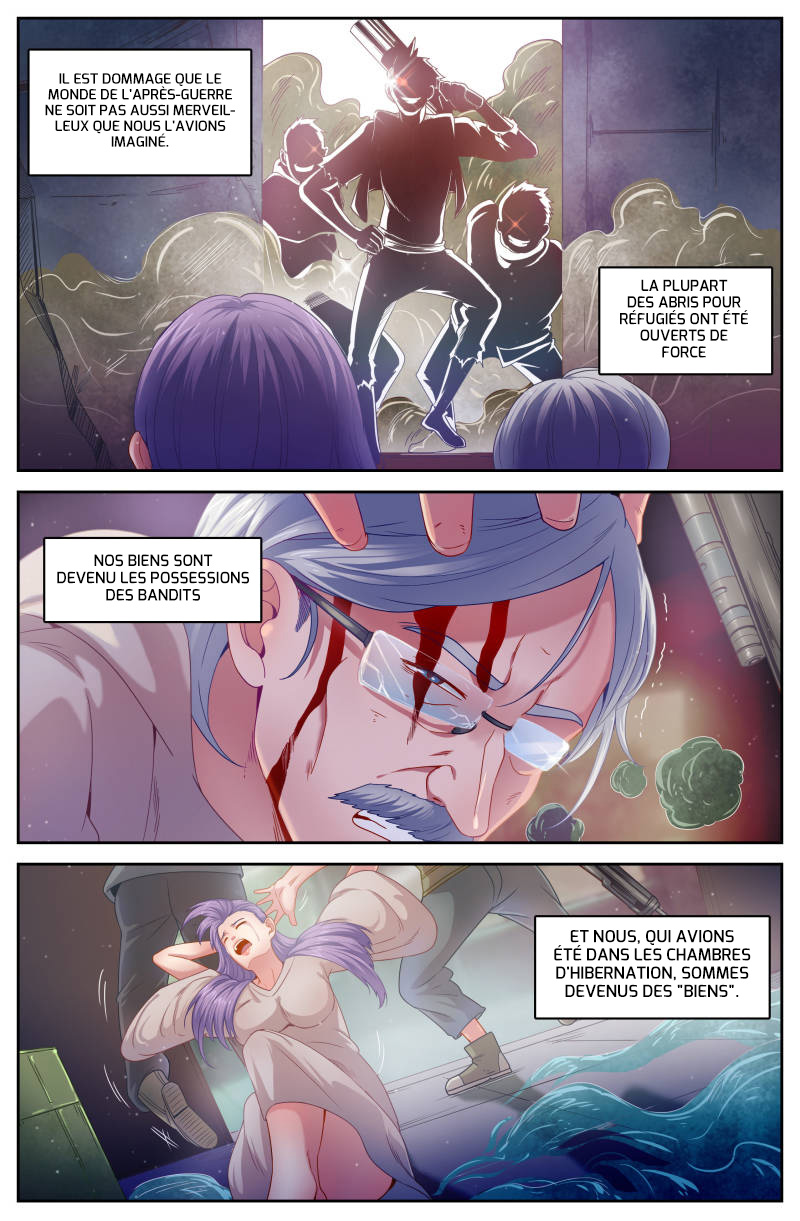 IL EST DOMMAGE QUE LE
MONDE DE L'APRÈS-GUERRE
NE SOIT PAS AUSSI MERVEIL-
LEUX QUE NOUS L'AVIONS
IMAGINÉ.
LA PLUPART
DES ABRIS POUR
RÉFUGIÉS ONT ÉTÉ
OUVERTS DE
FORCE
NOS BIENS SONT
DEVENU LES POSSESSIONS
DES BANDITS
ET NOUS, QUI AVIONS
ÉTÉ DANS LES CHAMBRES
D'HIBERNATION, SOMMES
DEVENUS DES "BIENS".